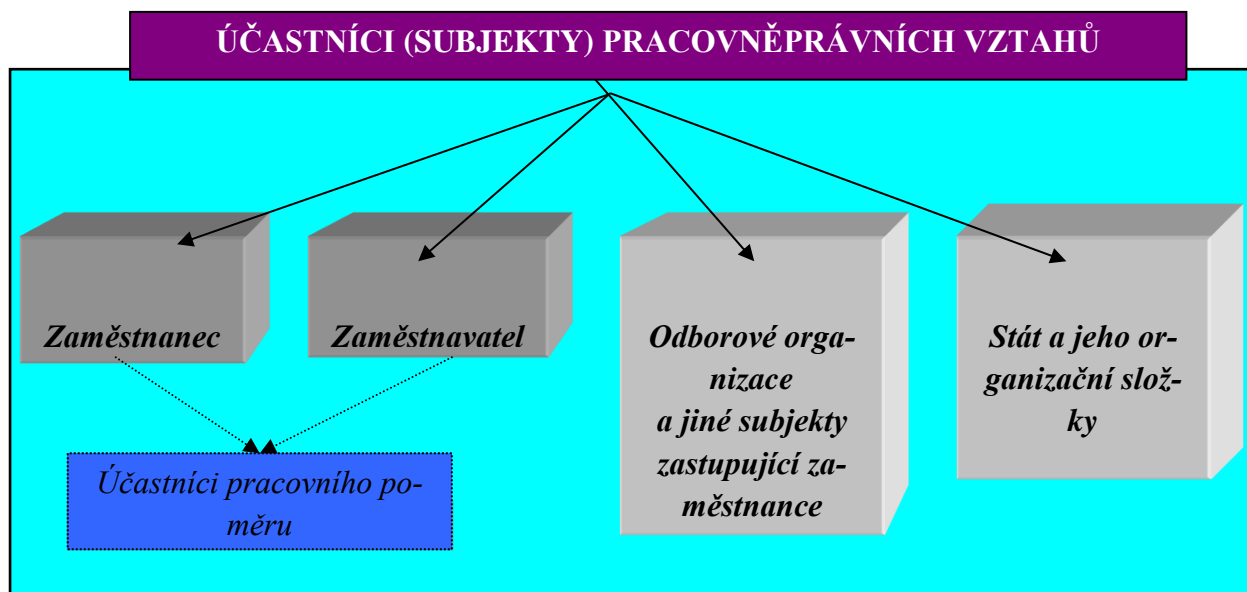 ÚČASTNÍCI (SUBJEKTY) PRACOVNĚPRÁVNÍCH VZTAHŮ
Zaměstnanec
Zaměstnavatel
Odborové orga-
nizace
a jiné subjekty
zastupující za-
městnance
Stát a jeho or-
ganizační slož-
ky
Účastníci pracovního po-
měru